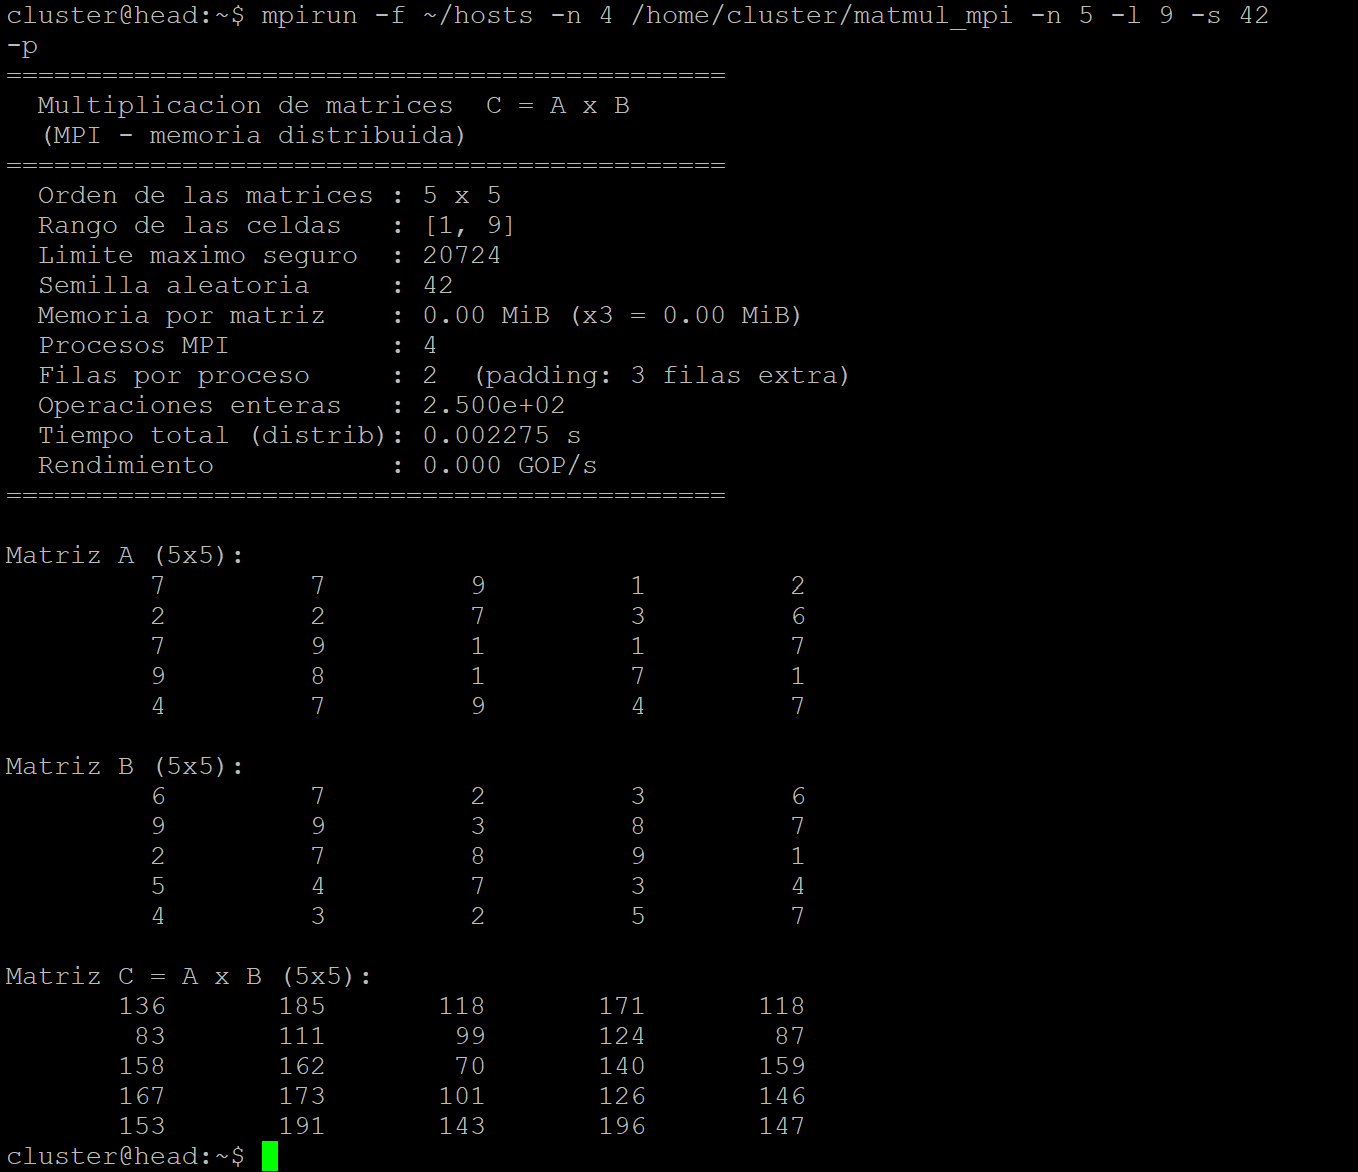 cluster@head:~$ mpirun -f ~/hosts -n 4 /home/cluster/matmul_mpi -n 5 -l 9 -s 42
-p
=============================================
  Multiplicacion de matrices  C = A x B
  (MPI - memoria distribuida)
=============================================
  Orden de las matrices : 5 x 5
  Rango de las celdas   : [1, 9]
  Limite maximo seguro  : 20724
  Semilla aleatoria     : 42
  Memoria por matriz    : 0.00 MiB (x3 = 0.00 MiB)
  Procesos MPI          : 4
  Filas por proceso     : 2  (padding: 3 filas extra)
  Operaciones enteras   : 2.500e+02
  Tiempo total (distrib): 0.002275 s
  Rendimiento           : 0.000 GOP/s
=============================================

Matriz A (5x5):
         7         7         9         1         2
         2         2         7         3         6
         7         9         1         1         7
         9         8         1         7         1
         4         7         9         4         7

Matriz B (5x5):
         6         7         2         3         6
         9         9         3         8         7
         2         7         8         9         1
         5         4         7         3         4
         4         3         2         5         7

Matriz C = A x B (5x5):
       136       185       118       171       118
        83       111        99       124        87
       158       162        70       140       159
       167       173       101       126       146
       153       191       143       196       147
cluster@head:~$